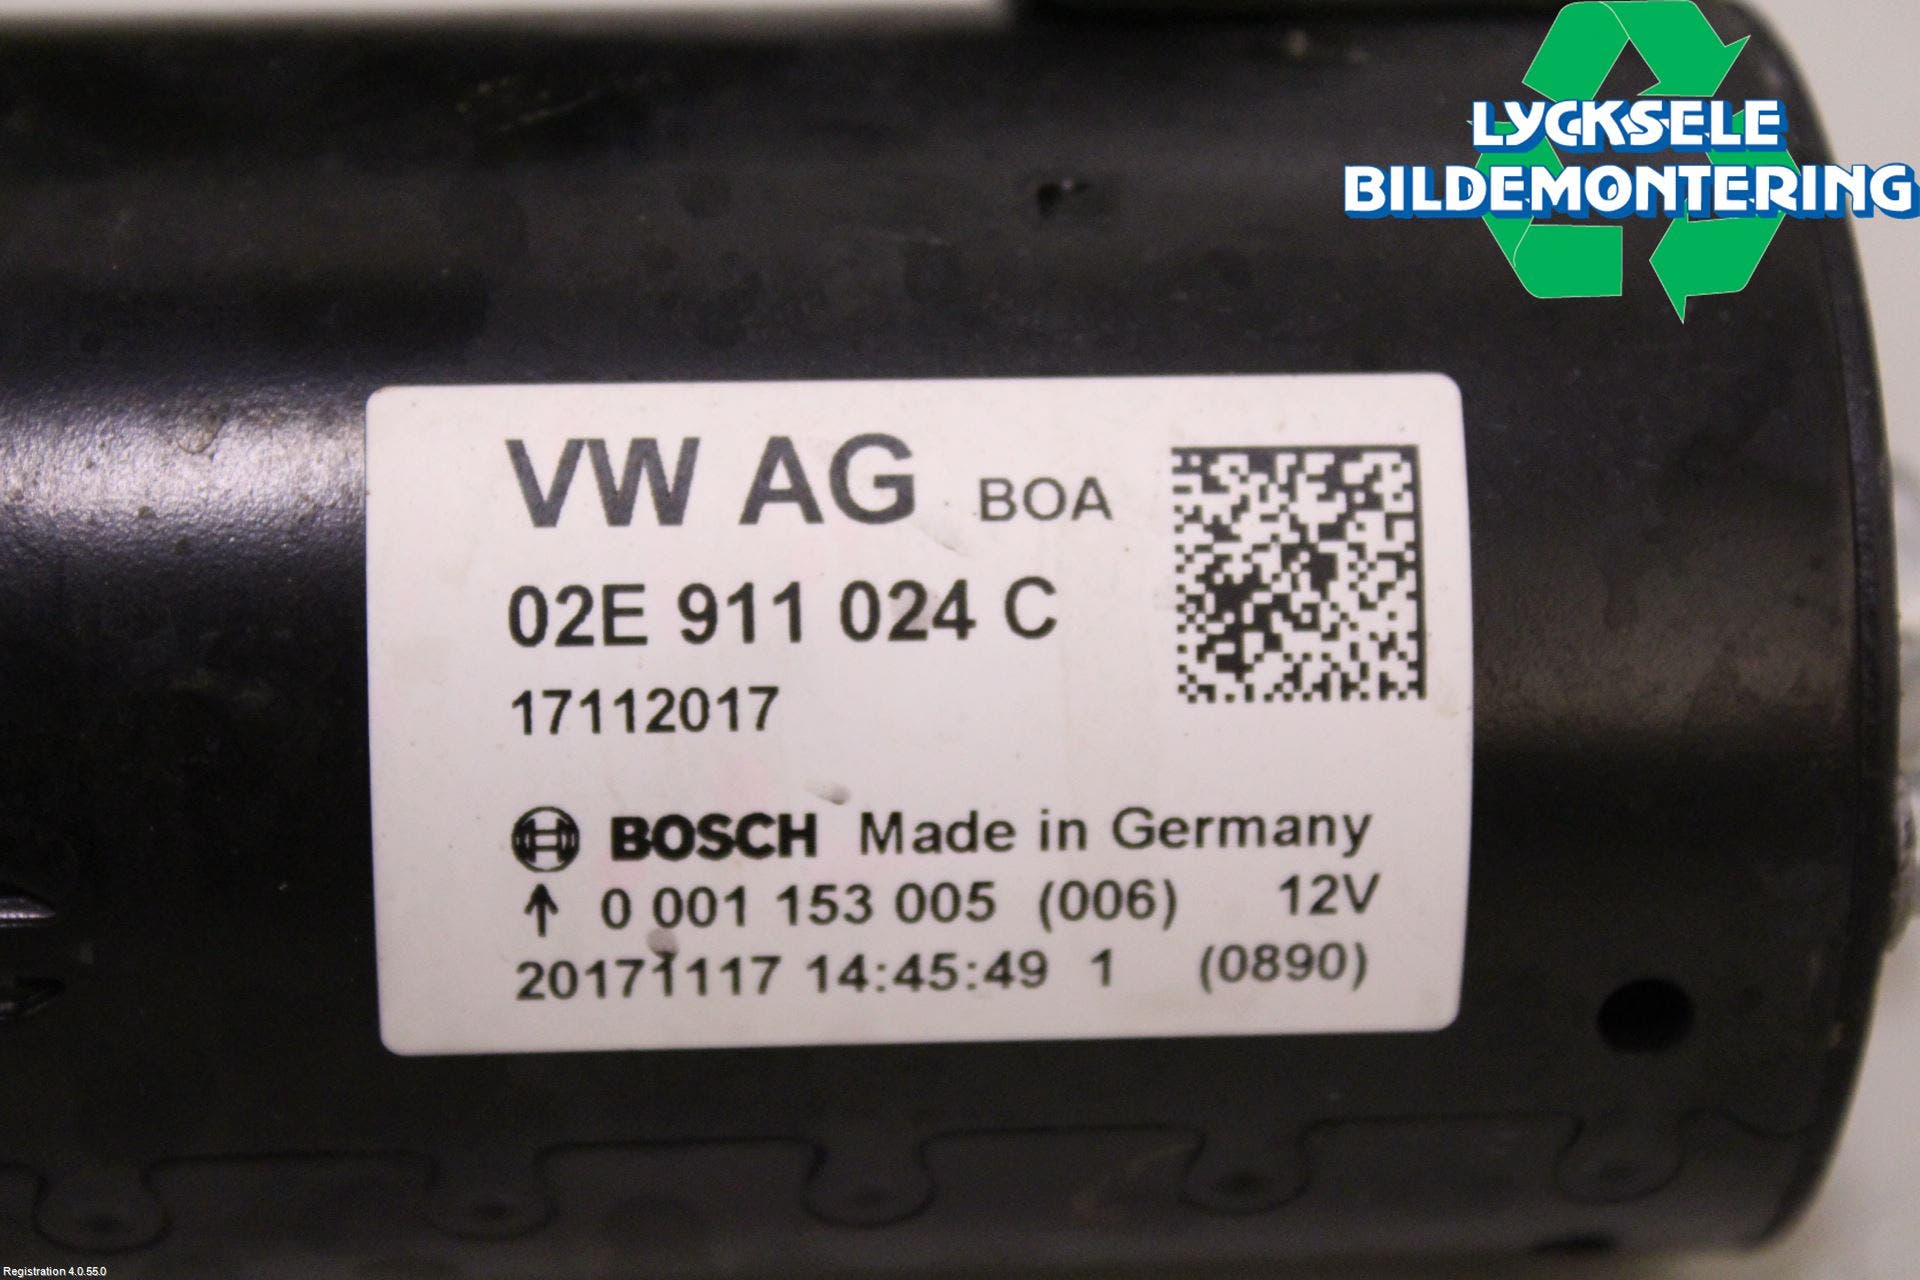 LYCKSELE
BILDEMONTERING
VW AG BOA
02E 911 024 C
17112017
BOSCH Made in Germany
↑ 0 001 153 005 (006) 12V
20171117 14:45:49 1 (0890)
Registration 4.0.55.0